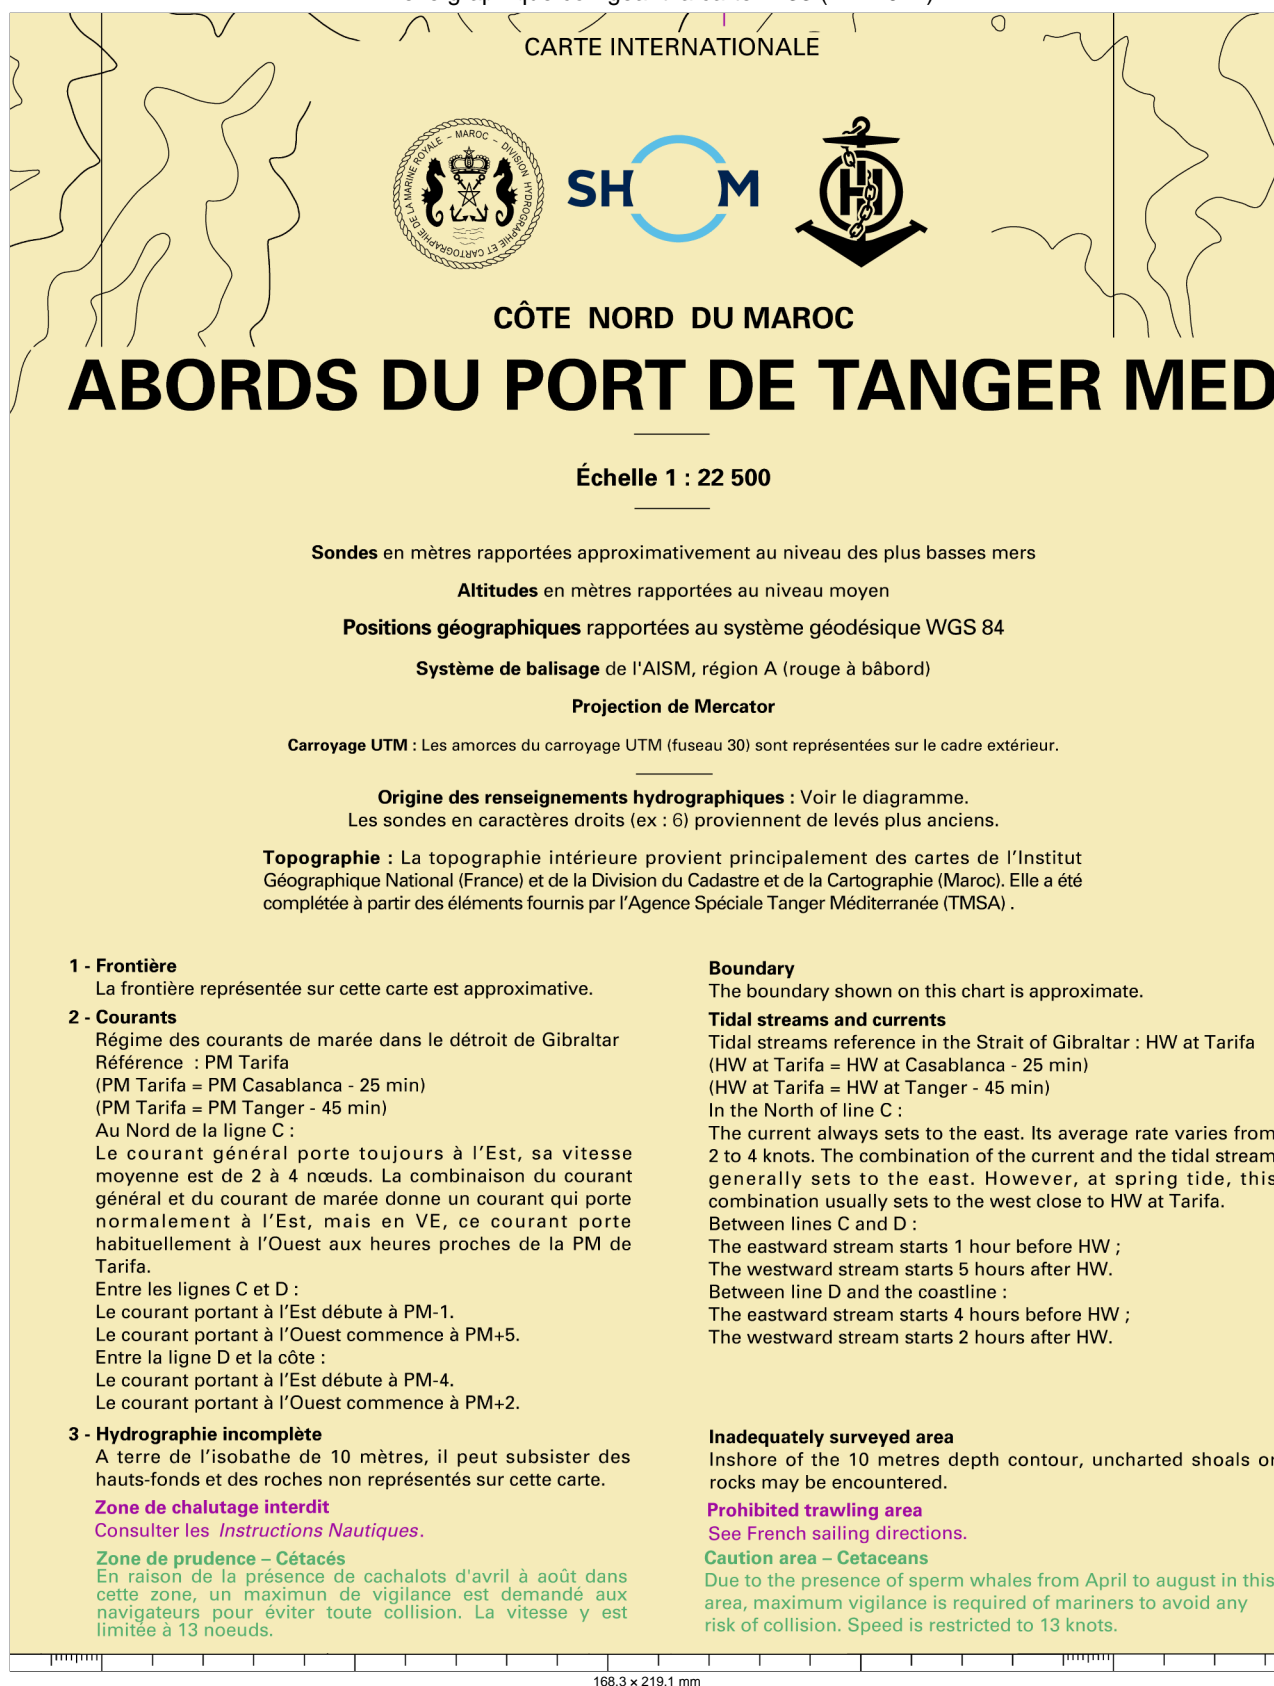 CARTE INTERNATIONALE
DIVISION HYDROGRAPHIE ET CARTOGRAPHIE DE LA MARINE ROYALE – MAROC –
SHOM
H
CÔTE NORD DU MAROC
ABORDS DU PORT DE TANGER MED
Échelle 1 : 22 500
Sondes en mètres rapportées approximativement au niveau des plus basses mers
Altitudes en mètres rapportées au niveau moyen
Positions géographiques rapportées au système géodésique WGS 84
Système de balisage de l'AISM, région A (rouge à bâbord)
Projection de Mercator
Carroyage UTM : Les amorces du carroyage UTM (fuseau 30) sont représentées sur le cadre extérieur.
Origine des renseignements hydrographiques : Voir le diagramme.
Les sondes en caractères droits (ex : 6) proviennent de levés plus anciens.
Topographie : La topographie intérieure provient principalement des cartes de l’Institut
Géographique National (France) et de la Division du Cadastre et de la Cartographie (Maroc). Elle a été
complétée à partir des éléments fournis par l’Agence Spéciale Tanger Méditerranée (TMSA) .
1 - Frontière
La frontière représentée sur cette carte est approximative.
2 - Courants
Régime des courants de marée dans le détroit de Gibraltar
Référence : PM Tarifa
(PM Tarifa = PM Casablanca - 25 min)
(PM Tarifa = PM Tanger - 45 min)
Au Nord de la ligne C :
Le courant général porte toujours à l’Est, sa vitesse
moyenne est de 2 à 4 nœuds. La combinaison du courant
général et du courant de marée donne un courant qui porte
normalement à l’Est, mais en VE, ce courant porte
habituellement à l’Ouest aux heures proches de la PM de
Tarifa.
Entre les lignes C et D :
Le courant portant à l’Est débute à PM-1.
Le courant portant à l’Ouest commence à PM+5.
Entre la ligne D et la côte :
Le courant portant à l’Est débute à PM-4.
Le courant portant à l’Ouest commence à PM+2.
3 - Hydrographie incomplète
A terre de l’isobathe de 10 mètres, il peut subsister des
hauts-fonds et des roches non représentés sur cette carte.
Zone de chalutage interdit
Consulter les Instructions Nautiques.
Zone de prudence – Cétacés
En raison de la présence de cachalots d'avril à août dans
cette zone, un maximun de vigilance est demandé aux
navigateurs pour éviter toute collision. La vitesse y est
limitée à 13 noeuds.
Boundary
The boundary shown on this chart is approximate.
Tidal streams and currents
Tidal streams reference in the Strait of Gibraltar : HW at Tarifa
(HW at Tarifa = HW at Casablanca - 25 min)
(HW at Tarifa = HW at Tanger - 45 min)
In the North of line C :
The current always sets to the east. Its average rate varies from
2 to 4 knots. The combination of the current and the tidal stream
generally sets to the east. However, at spring tide, this
combination usually sets to the west close to HW at Tarifa.
Between lines C and D :
The eastward stream starts 1 hour before HW ;
The westward stream starts 5 hours after HW.
Between line D and the coastline :
The eastward stream starts 4 hours before HW ;
The westward stream starts 2 hours after HW.
Inadequately surveyed area
Inshore of the 10 metres depth contour, uncharted shoals or
rocks may be encountered.
Prohibited trawling area
See French sailing directions.
Caution area – Cetaceans
Due to the presence of sperm whales from April to august in this
area, maximum vigilance is required of mariners to avoid any
risk of collision. Speed is restricted to 13 knots.
168.3 × 219.1 mm